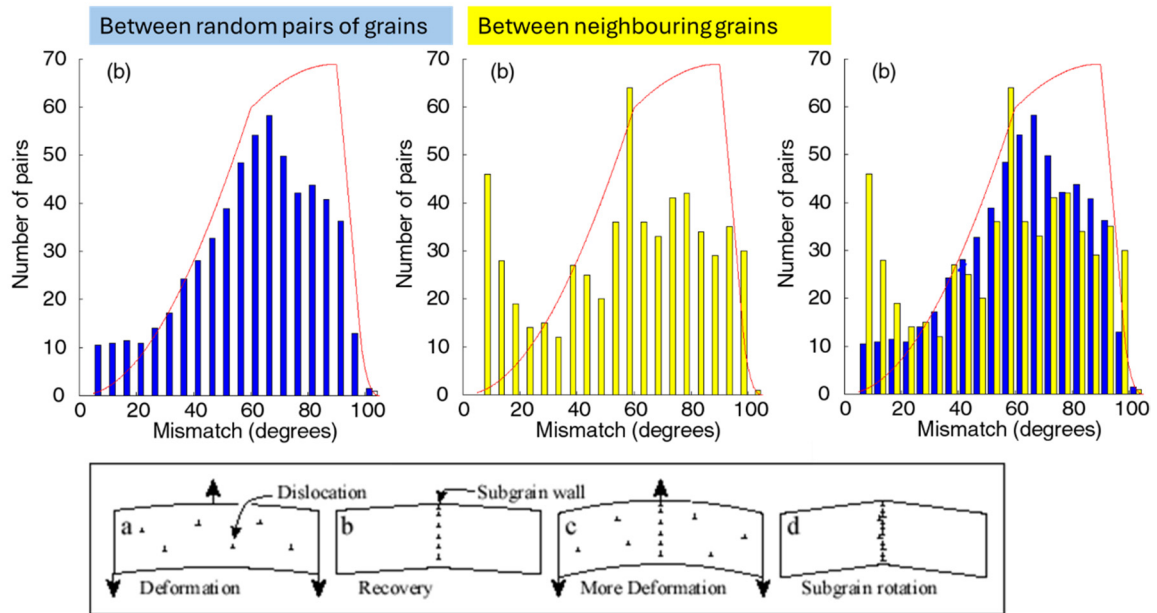 Between random pairs of grains
Between neighbouring grains
(b)
70
60
50
40
30
20
10
0
0 20 40 60 80 100
Number of pairs
Mismatch (degrees)
(b)
70
60
50
40
30
20
10
0
0 20 40 60 80 100
Number of pairs
Mismatch (degrees)
(b)
70
60
50
40
30
20
10
0
0 20 40 60 80 100
Number of pairs
Mismatch (degrees)
Dislocation
Subgrain wall
a
b
c
d
Deformation
Recovery
More Deformation
Subgrain rotation